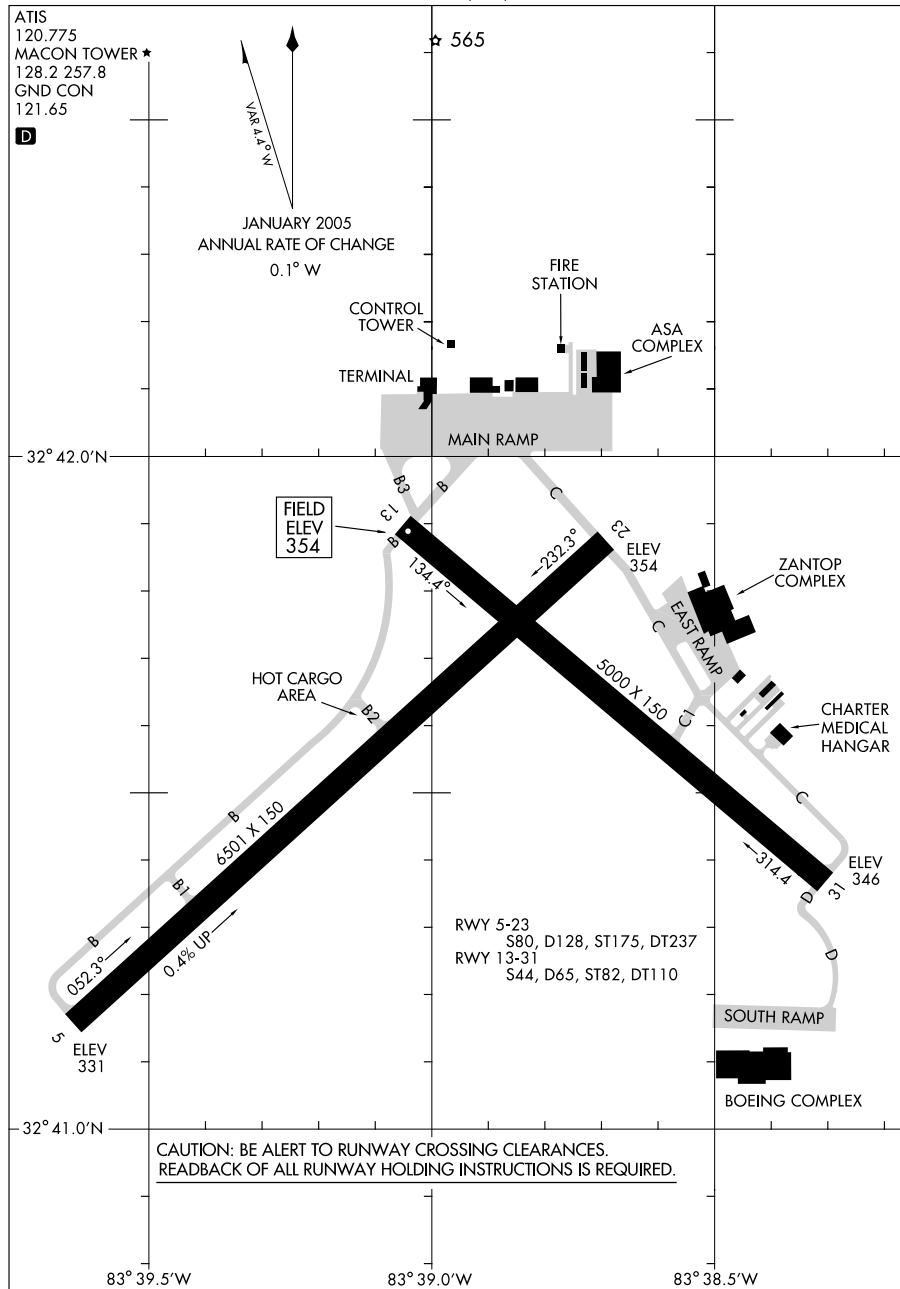 ATIS
120.775
MACON TOWER ★
128.2 257.8
GND CON
121.65
D
565
VAR 4.4° W
JANUARY 2005
ANNUAL RATE OF CHANGE
0.1° W
FIRE
STATION
CONTROL
TOWER
ASA
COMPLEX
TERMINAL
MAIN RAMP
32° 42.0'N
B3
B
C
13
23
FIELD
ELEV
354
B
134.4°
232.3°
ELEV
354
ZANTOP
COMPLEX
EAST RAMP
C
HOT CARGO
AREA
B2
5000 X 150
C1
CHARTER
MEDICAL
HANGAR
C
B
6501 X 150
B1
314.4
ELEV
346
31
D
B
052.3°
0.4% UP
RWY 5-23
S80, D128, ST175, DT237
RWY 13-31
S44, D65, ST82, DT110
D
SOUTH RAMP
5
ELEV
331
BOEING COMPLEX
32° 41.0'N
CAUTION: BE ALERT TO RUNWAY CROSSING CLEARANCES.
READBACK OF ALL RUNWAY HOLDING INSTRUCTIONS IS REQUIRED.
83° 39.5'W
83° 39.0'W
83° 38.5'W